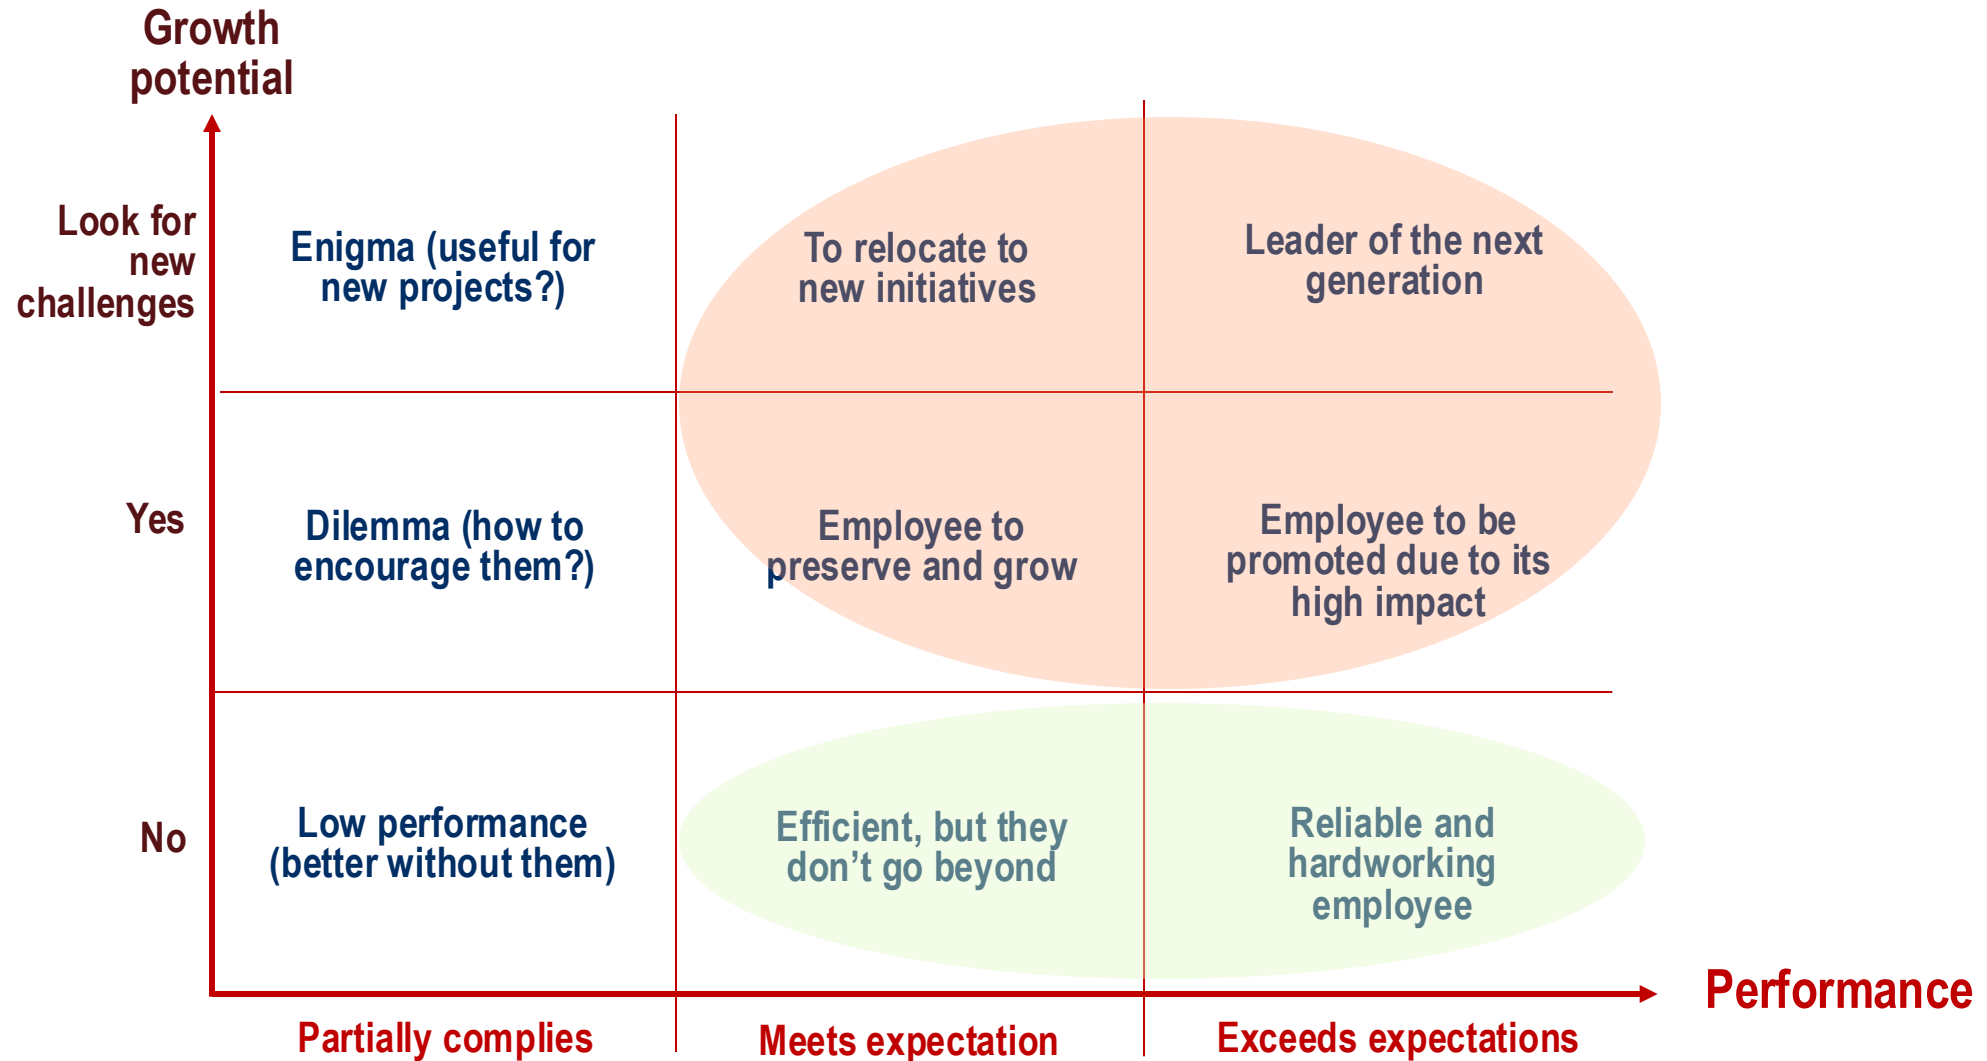 Growth
potential
Look for
new
challenges
Enigma (useful for
new projects?)
To relocate to
new initiatives
Leader of the next
generation
Yes
Dilemma (how to
encourage them?)
Employee to
preserve and grow
Employee to be
promoted due to its
high impact
No
Low performance
(better without them)
Efficient, but they
don’t go beyond
Reliable and
hardworking
employee
Performance
Partially complies
Meets expectation
Exceeds expectations